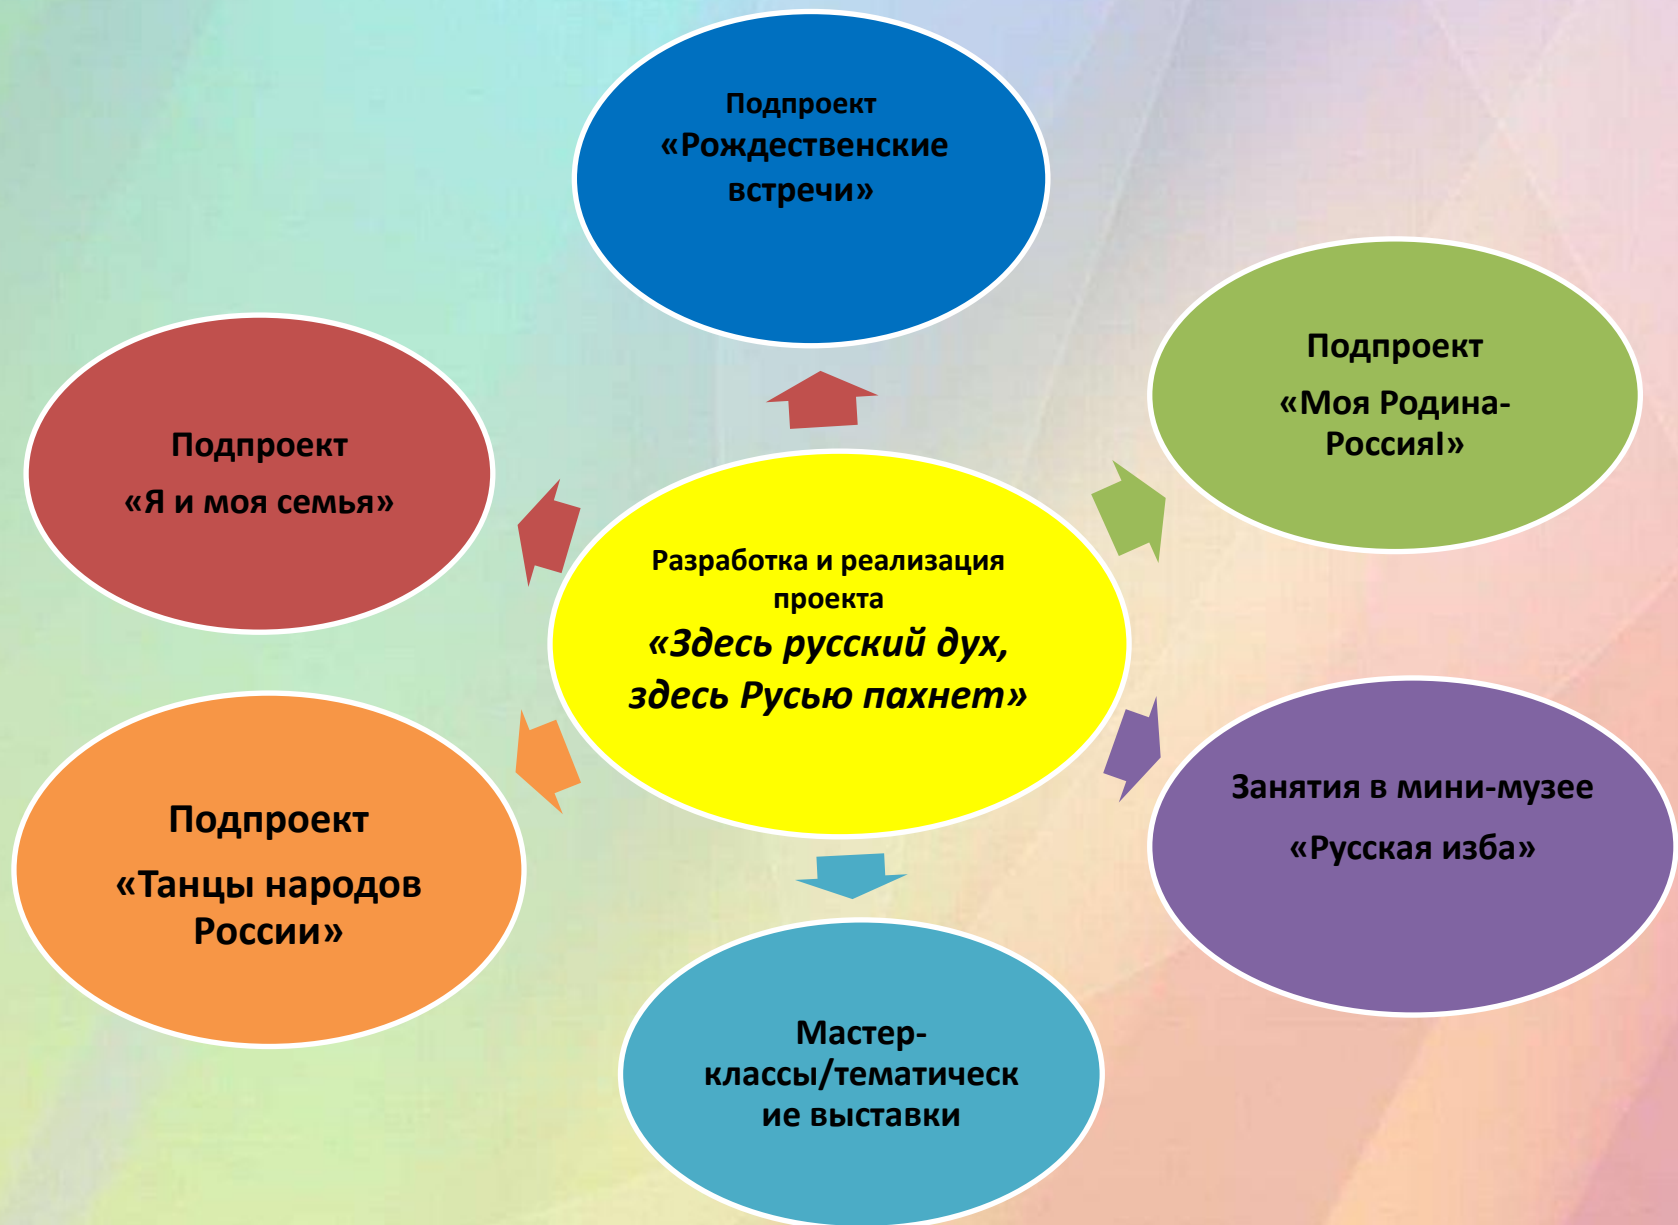 Подпроект
«Рождественские
встречи»
Подпроект
«Моя Родина-
РоссияI»
Подпроект
«Я и моя семья»
Разработка и реализация
проекта
«Здесь русский дух,
здесь Русью пахнет»
Занятия в мини-музее
«Русская изба»
Подпроект
«Танцы народов
России»
Мастер-
классы/тематическ
ие выставки